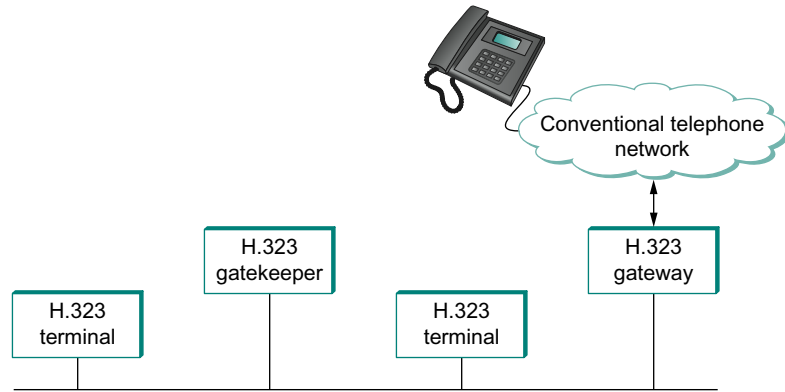 Conventional telephone
network
H.323
gatekeeper
H.323
gateway
H.323
terminal
H.323
terminal